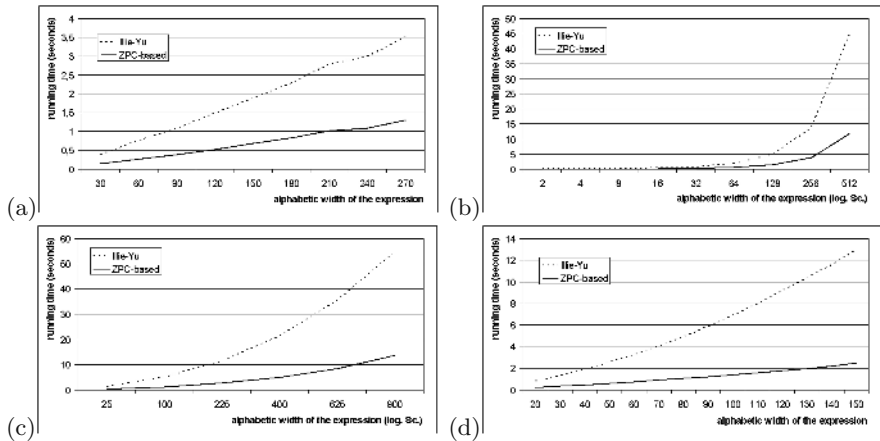 running time (seconds)
4
3,5
3
2,5
2
1,5
1
0,5
0
Ilie-Yu
ZPC-based
30 60 90 120 150 180 210 240 270
alphabetic width of the expression
(a)
running time (seconds)
50
45
40
35
30
25
20
15
10
5
0
Ilie-Yu
ZPC-based
2 4 8 16 32 64 128 256 512
alphabetic width of the expression (log. Sc.)
(b)
running time (seconds)
60
50
40
30
20
10
0
Ilie-Yu
ZPC-based
25 100 225 400 625 900
alphabetic width of the expression (log. Sc.)
(c)
running time (seconds)
14
12
10
8
6
4
2
0
Ilie-Yu
ZPC-based
20 30 40 50 60 70 80 90 100 110 120 130 140 150
alphabetic width of the expression
(d)